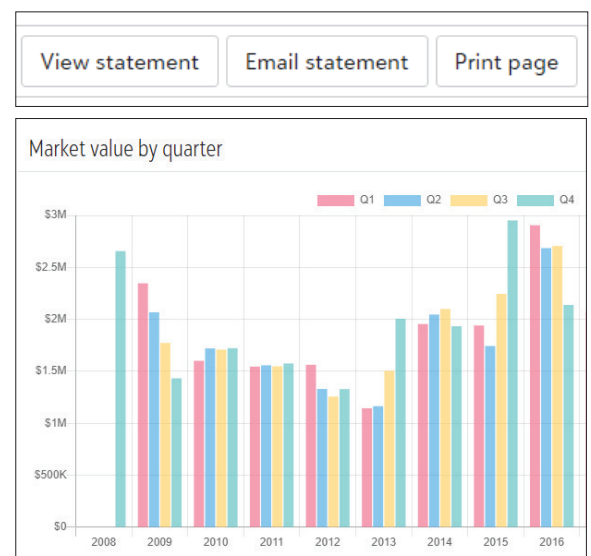 View statement Email statement Print page
Market value by quarter
Q1 Q2 Q3 Q4
$3M
$2.5M
$2M
$1.5M
$1M
$500K
$0
2008 2009 2010 2011 2012 2013 2014 2015 2016